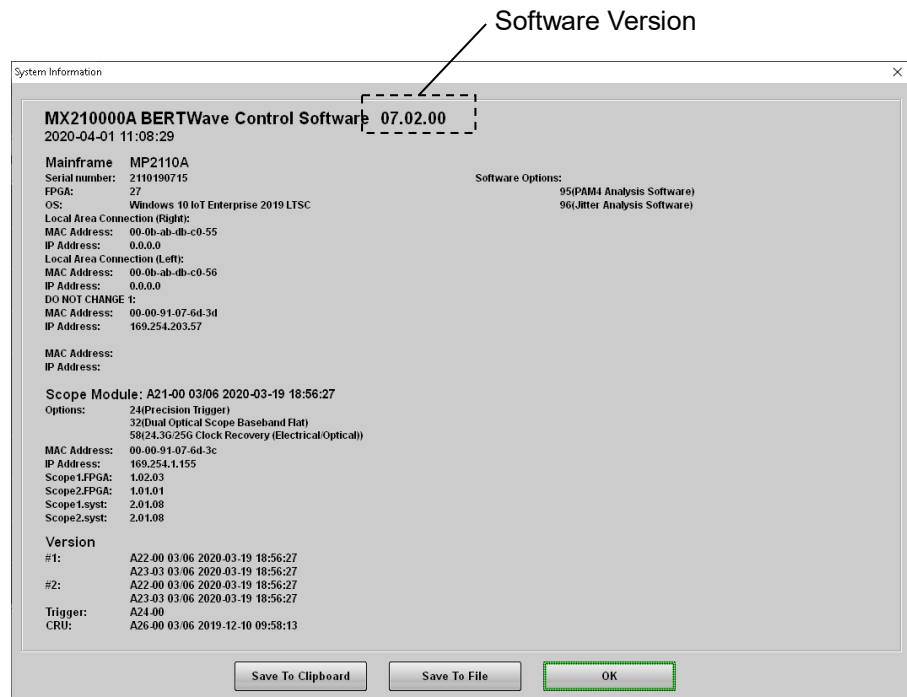 Software Version
System Information
MX210000A BERTWave Control Software 07.02.00
2020-04-01 11:08:29
Mainframe MP2110A
Serial number: 2110190715
Software Options:
FPGA: 27
95(PAM4 Analysis Software)
OS: Windows 10 IoT Enterprise 2019 LTSC
96(Jitter Analysis Software)
Local Area Connection (Right):
MAC Address: 00-0b-ab-db-c0-55
IP Address: 0.0.0.0
Local Area Connection (Left):
MAC Address: 00-0b-ab-db-c0-56
IP Address: 0.0.0.0
DO NOT CHANGE 1:
MAC Address: 00-00-91-07-6d-3d
IP Address: 169.254.203.57
MAC Address:
IP Address:
Scope Module: A21-00 03/06 2020-03-19 18:56:27
Options: 24(Precision Trigger)
32(Dual Optical Scope Baseband Flat)
58(24.3G/25G Clock Recovery (Electrical/Optical))
MAC Address: 00-00-91-07-6d-3c
IP Address: 169.254.1.155
Scope1.FPGA: 1.02.03
Scope2.FPGA: 1.01.01
Scope1.syst: 2.01.08
Scope2.syst: 2.01.08
Version
#1: A22-00 03/06 2020-03-19 18:56:27
A23-03 03/06 2020-03-19 18:56:27
#2: A22-00 03/06 2020-03-19 18:56:27
A23-03 03/06 2020-03-19 18:56:27
Trigger: A24-00
CRU: A26-00 03/06 2019-12-10 09:58:13
Save To Clipboard Save To File OK